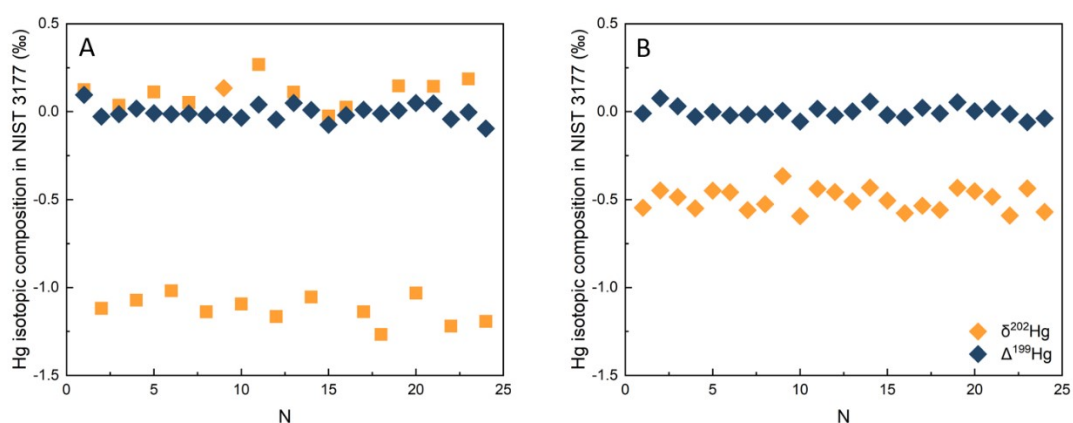 A
Hg isotopic composition in NIST 3177 (‰)
0.5
0.0
-0.5
-1.0
-1.5
0 5 10 15 20 25
N
B
Hg isotopic composition in NIST 3177 (‰)
0.5
0.0
-0.5
-1.0
-1.5
δ²⁰²Hg
Δ¹⁹⁹Hg
0 5 10 15 20 25
N